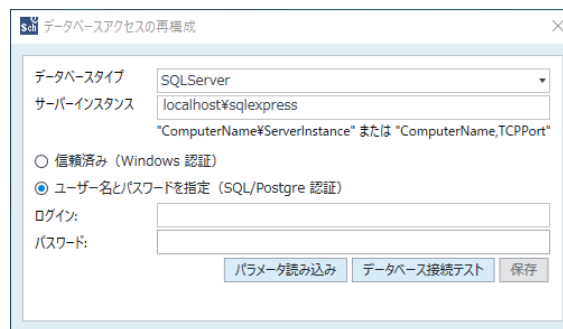 Sch データベースアクセスの再構成
データベースタイプ SQLServer
サーバーインスタンス localhost¥sqlexpress
"ComputerName¥ServerInstance" または "ComputerName,TCPPort"
信頼済み（Windows 認証）
ユーザー名とパスワードを指定（SQL/Postgre 認証）
ログイン:
パスワード:
パラメータ読み込み データベース接続テスト 保存